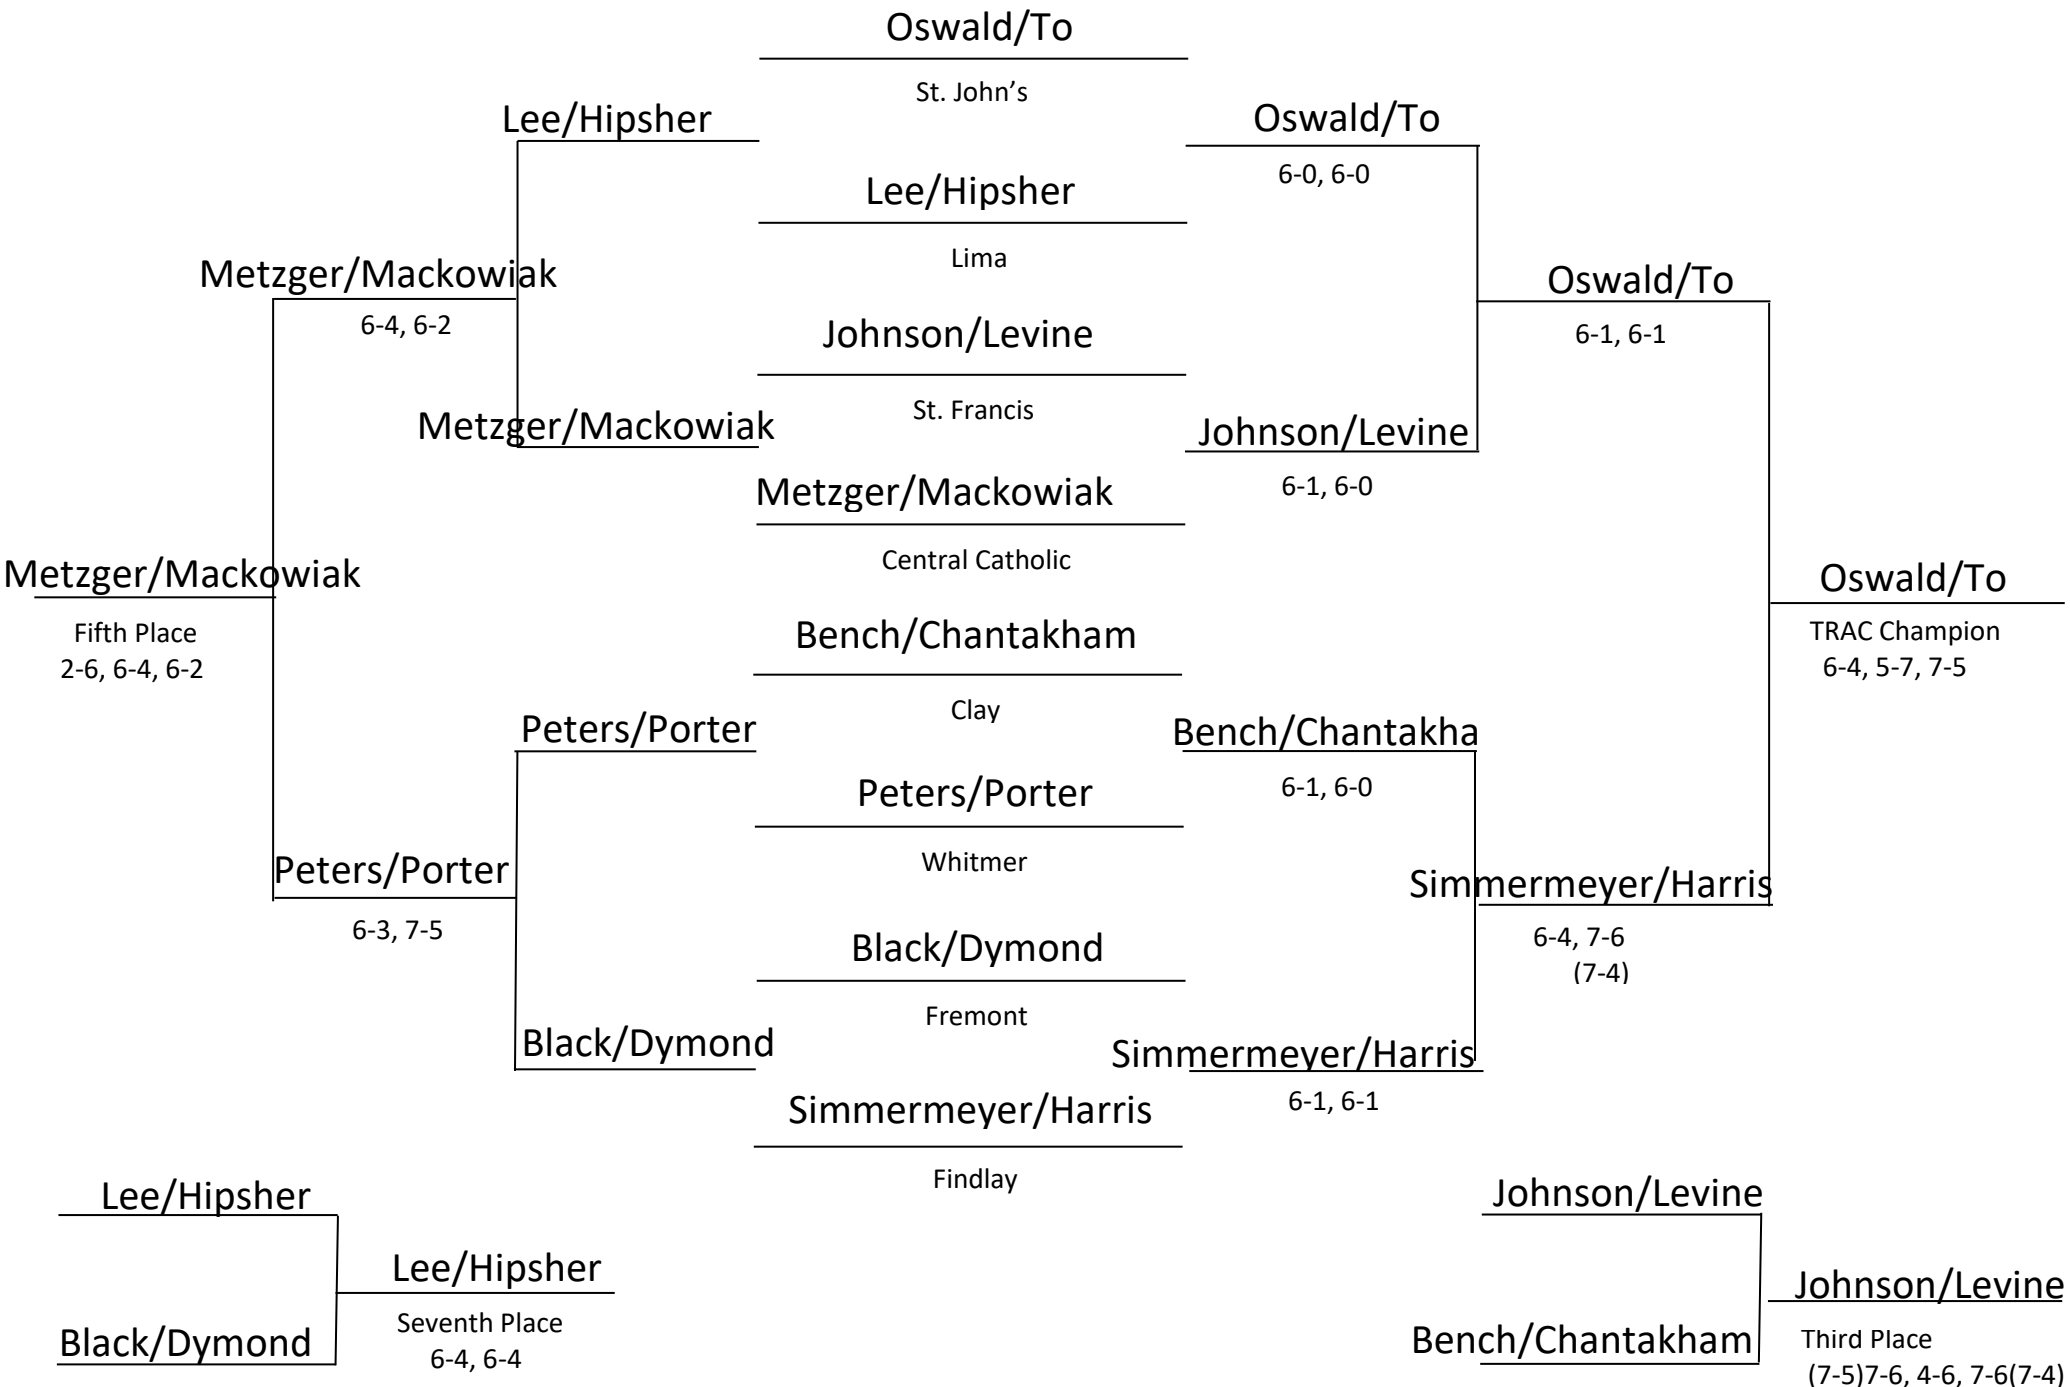 Oswald/To
St. John’s
Lee/Hipsher
Oswald/To
6-0, 6-0
Lee/Hipsher
Lima
Metzger/Mackowiak
6-4, 6-2
Oswald/To
6-1, 6-1
Johnson/Levine
St. Francis
Metzger/Mackowiak
Johnson/Levine
6-1, 6-0
Metzger/Mackowiak
Central Catholic
Metzger/Mackowiak
Fifth Place
2-6, 6-4, 6-2
Oswald/To
TRAC Champion
6-4, 5-7, 7-5
Bench/Chantakham
Clay
Peters/Porter
Bench/Chantakha
6-1, 6-0
Peters/Porter
Whitmer
Peters/Porter
6-3, 7-5
Simmermeyer/Harris
6-4, 7-6
(7-4)
Black/Dymond
Fremont
Black/Dymond
Simmermeyer/Harris
6-1, 6-1
Simmermeyer/Harris
Findlay
Lee/Hipsher
Lee/Hipsher
Seventh Place
6-4, 6-4
Black/Dymond
Johnson/Levine
Johnson/Levine
Third Place
(7-5)7-6, 4-6, 7-6(7-4)
Bench/Chantakham